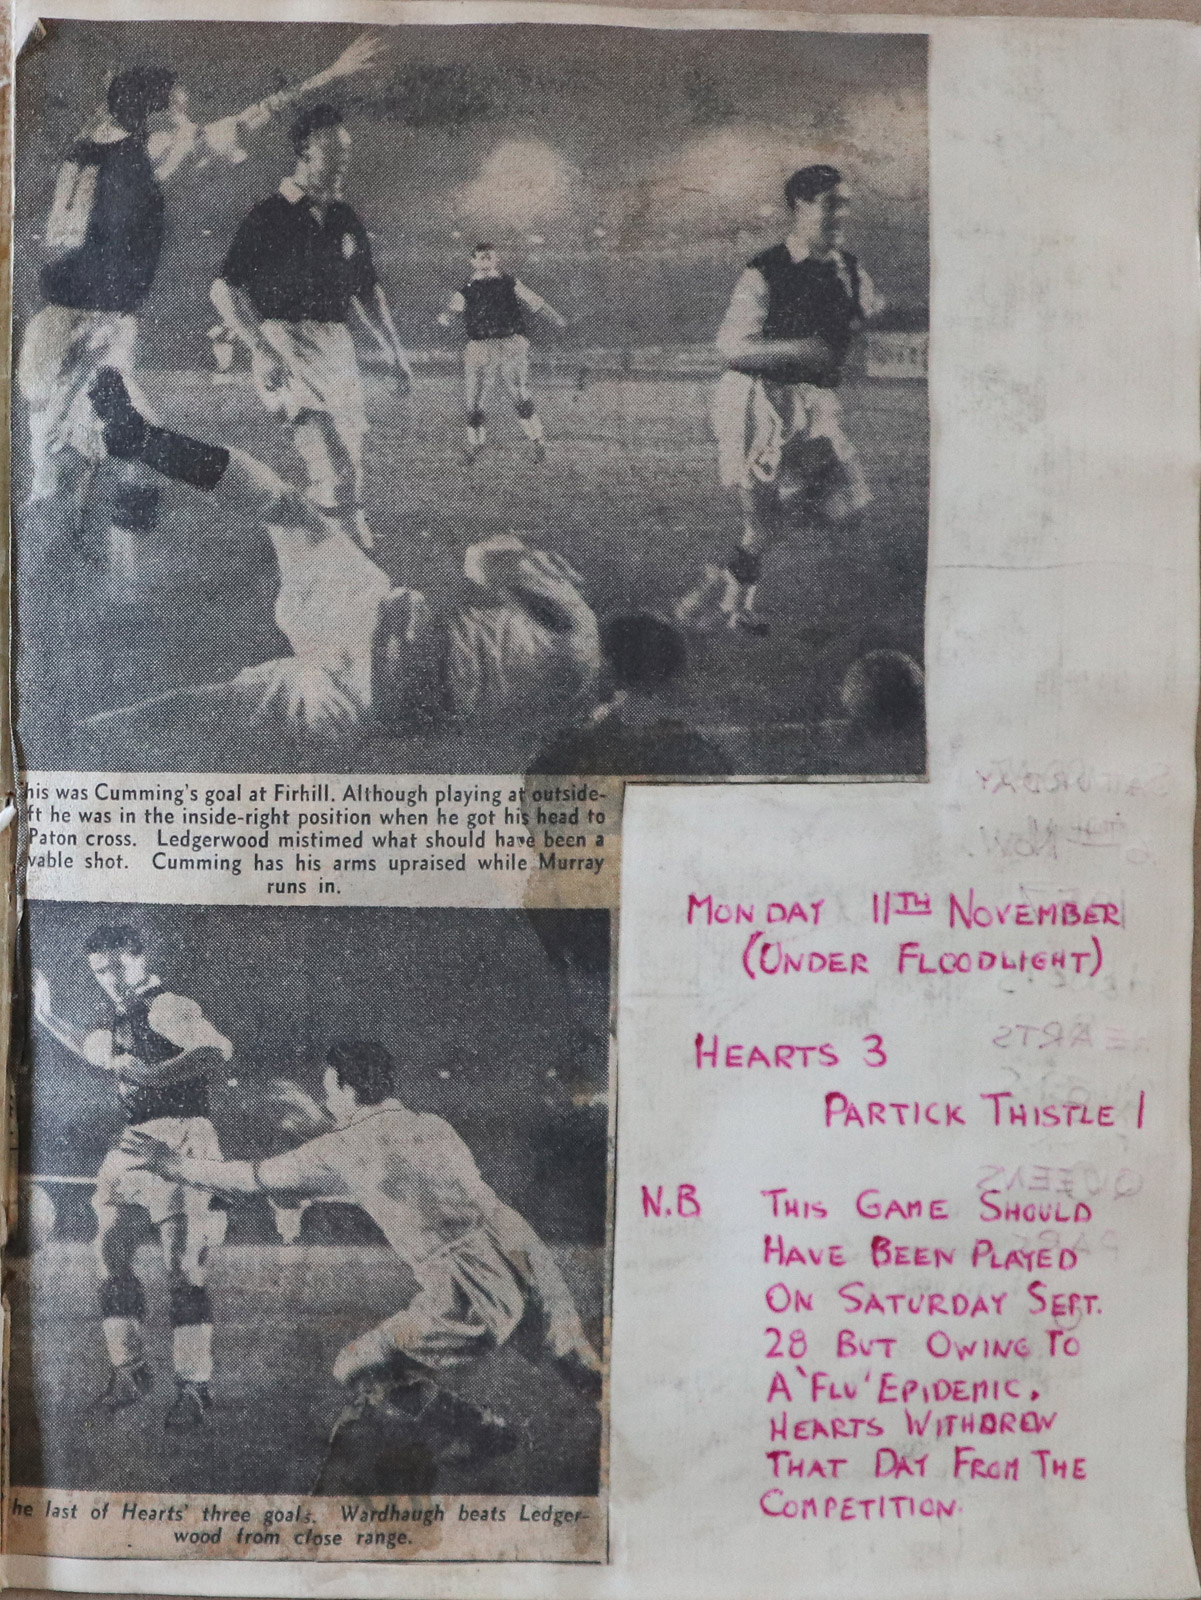 his was Cumming's goal at Firhill. Although playing at outside-
ft he was in the inside-right position when he got his head to
Paton cross. Ledgerwood mistimed what should have been a
vable shot. Cumming has his arms upraised while Murray
runs in.
he last of Hearts' three goals. Wardhaugh beats Ledger-
wood from close range.
MONDAY 11TH NOVEMBER
(UNDER FLOODLIGHT)
HEARTS 3
PARTICK THISTLE 1
N.B THIS GAME SHOULD
HAVE BEEN PLAYED
ON SATURDAY SEPT.
28 BUT OWING TO
A 'FLU' EPIDEMIC,
HEARTS WITHDREW
THAT DAY FROM THE
COMPETITION.
SATURDAY
NOV.
HEARTS
QUEENS